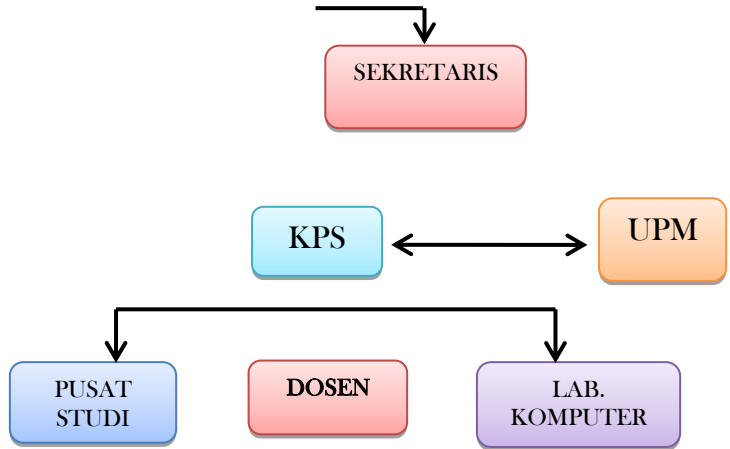 SEKRETARIS
KPS
UPM
PUSAT
STUDI
DOSEN
LAB.
KOMPUTER